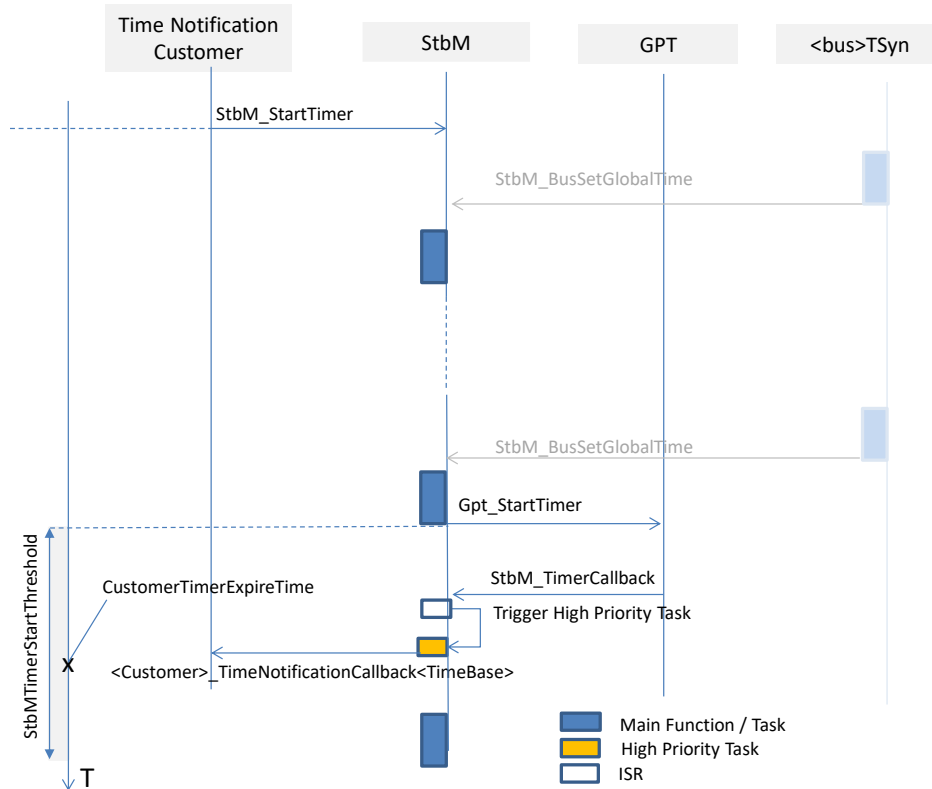 Time Notification
Customer
StbM
GPT
<bus>TSyn
StbM_StartTimer
StbM_BusSetGlobalTime
StbM_BusSetGlobalTime
Gpt_StartTimer
StbMTimerStartThreshold
CustomerTimerExpireTime
StbM_TimerCallback
Trigger High Priority Task
X
<Customer>_TimeNotificationCallback<TimeBase>
Main Function / Task
High Priority Task
ISR
T